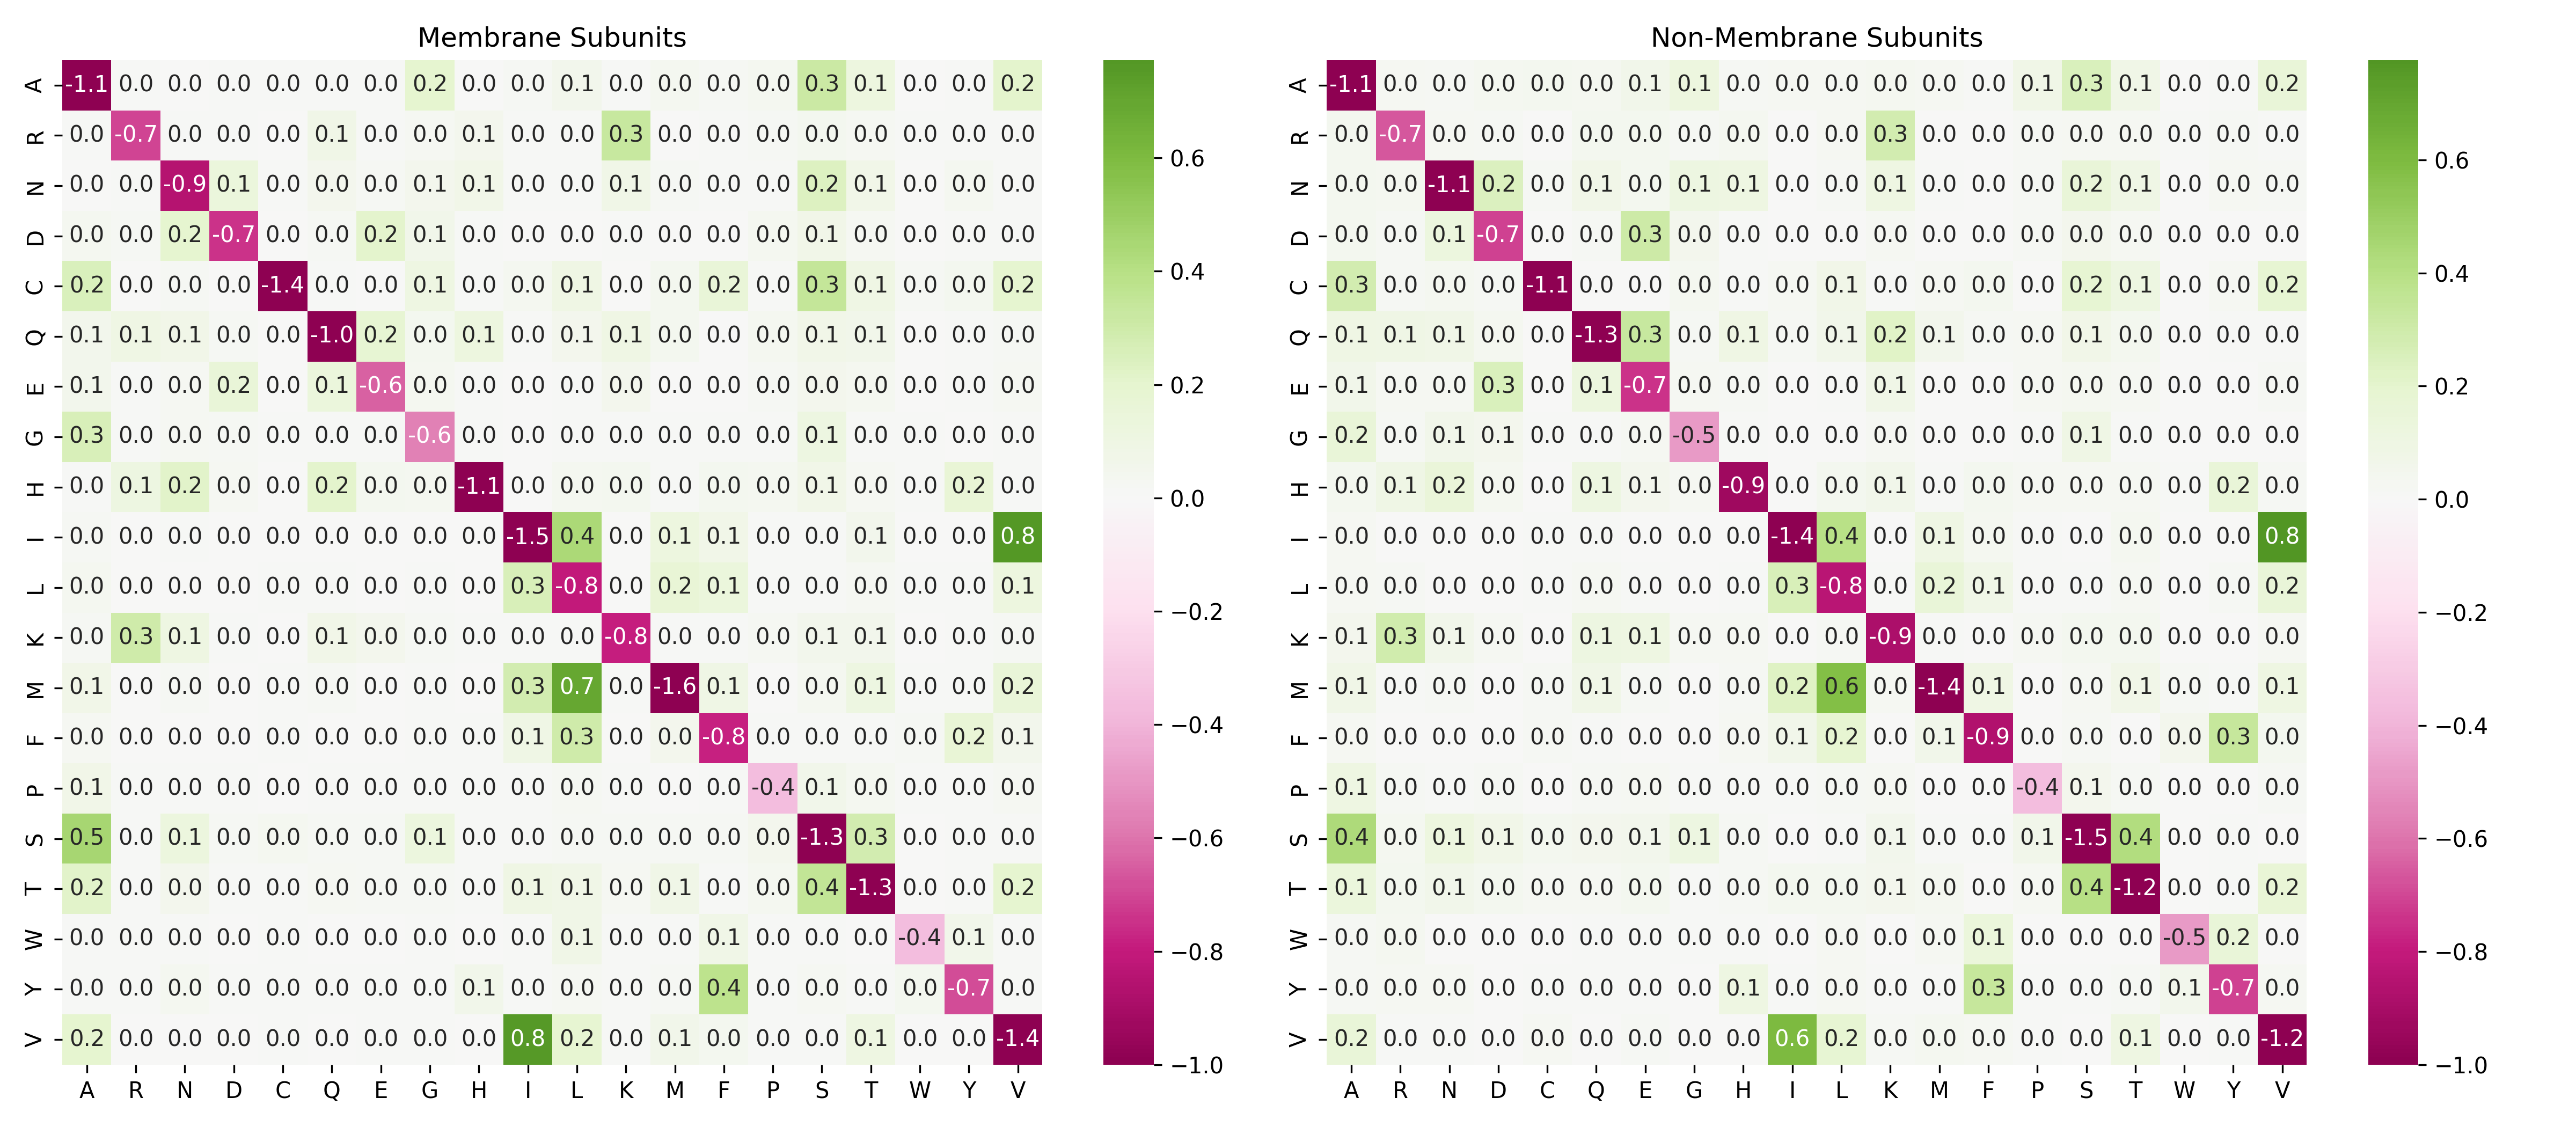 Membrane Subunits Non-Membrane Subunits
A -1.1 0.0 0.0 0.0 0.0 0.0 0.0 0.2 0.0 0.0 0.1 0.0 0.0 0.0 0.0 0.3 0.1 0.0 0.0 0.2
R 0.0 -0.7 0.0 0.0 0.0 0.1 0.0 0.0 0.1 0.0 0.0 0.3 0.0 0.0 0.0 0.0 0.0 0.0 0.0 0.0
N 0.0 0.0 -0.9 0.1 0.0 0.0 0.0 0.1 0.1 0.0 0.0 0.1 0.0 0.0 0.0 0.2 0.1 0.0 0.0 0.0
D 0.0 0.0 0.2 -0.7 0.0 0.0 0.2 0.1 0.0 0.0 0.0 0.0 0.0 0.0 0.0 0.1 0.0 0.0 0.0 0.0
C 0.2 0.0 0.0 0.0 -1.4 0.0 0.0 0.1 0.0 0.0 0.1 0.0 0.0 0.2 0.0 0.3 0.1 0.0 0.0 0.2
Q 0.1 0.1 0.1 0.0 0.0 -1.0 0.2 0.0 0.1 0.0 0.1 0.1 0.0 0.0 0.0 0.1 0.1 0.0 0.0 0.0
E 0.1 0.0 0.0 0.2 0.0 0.1 -0.6 0.0 0.0 0.0 0.0 0.0 0.0 0.0 0.0 0.0 0.0 0.0 0.0 0.0
G 0.3 0.0 0.0 0.0 0.0 0.0 0.0 -0.6 0.0 0.0 0.0 0.0 0.0 0.0 0.0 0.1 0.0 0.0 0.0 0.0
H 0.0 0.1 0.2 0.0 0.0 0.2 0.0 0.0 -1.1 0.0 0.0 0.0 0.0 0.0 0.0 0.1 0.0 0.0 0.2 0.0
I 0.0 0.0 0.0 0.0 0.0 0.0 0.0 0.0 0.0 -1.5 0.4 0.0 0.1 0.1 0.0 0.0 0.1 0.0 0.0 0.8
L 0.0 0.0 0.0 0.0 0.0 0.0 0.0 0.0 0.0 0.3 -0.8 0.0 0.2 0.1 0.0 0.0 0.0 0.0 0.0 0.1
K 0.0 0.3 0.1 0.0 0.0 0.1 0.0 0.0 0.0 0.0 0.0 -0.8 0.0 0.0 0.0 0.1 0.1 0.0 0.0 0.0
M 0.1 0.0 0.0 0.0 0.0 0.0 0.0 0.0 0.0 0.3 0.7 0.0 -1.6 0.1 0.0 0.0 0.1 0.0 0.0 0.2
F 0.0 0.0 0.0 0.0 0.0 0.0 0.0 0.0 0.0 0.1 0.3 0.0 0.0 -0.8 0.0 0.0 0.0 0.0 0.2 0.1
P 0.1 0.0 0.0 0.0 0.0 0.0 0.0 0.0 0.0 0.0 0.0 0.0 0.0 0.0 -0.4 0.1 0.0 0.0 0.0 0.0
S 0.5 0.0 0.1 0.0 0.0 0.0 0.0 0.1 0.0 0.0 0.0 0.0 0.0 0.0 0.0 -1.3 0.3 0.0 0.0 0.0
T 0.2 0.0 0.0 0.0 0.0 0.0 0.0 0.0 0.0 0.1 0.1 0.0 0.1 0.0 0.0 0.4 -1.3 0.0 0.0 0.2
W 0.0 0.0 0.0 0.0 0.0 0.0 0.0 0.0 0.0 0.0 0.1 0.0 0.0 0.1 0.0 0.0 0.0 -0.4 0.1 0.0
Y 0.0 0.0 0.0 0.0 0.0 0.0 0.0 0.0 0.1 0.0 0.0 0.0 0.0 0.4 0.0 0.0 0.0 0.0 -0.7 0.0
V 0.2 0.0 0.0 0.0 0.0 0.0 0.0 0.0 0.0 0.8 0.2 0.0 0.1 0.0 0.0 0.0 0.1 0.0 0.0 -1.4
A R N D C Q E G H I L K M F P S T W Y V
0.6
0.4
0.2
0.0
−0.2
−0.4
−0.6
−0.8
−1.0
A -1.1 0.0 0.0 0.0 0.0 0.0 0.1 0.1 0.0 0.0 0.0 0.0 0.0 0.0 0.1 0.3 0.1 0.0 0.0 0.2
R 0.0 -0.7 0.0 0.0 0.0 0.0 0.0 0.0 0.0 0.0 0.0 0.3 0.0 0.0 0.0 0.0 0.0 0.0 0.0 0.0
N 0.0 0.0 -1.1 0.2 0.0 0.1 0.0 0.1 0.1 0.0 0.0 0.1 0.0 0.0 0.0 0.2 0.1 0.0 0.0 0.0
D 0.0 0.0 0.1 -0.7 0.0 0.0 0.3 0.0 0.0 0.0 0.0 0.0 0.0 0.0 0.0 0.0 0.0 0.0 0.0 0.0
C 0.3 0.0 0.0 0.0 -1.1 0.0 0.0 0.0 0.0 0.0 0.1 0.0 0.0 0.0 0.0 0.2 0.1 0.0 0.0 0.2
Q 0.1 0.1 0.1 0.0 0.0 -1.3 0.3 0.0 0.1 0.0 0.1 0.2 0.1 0.0 0.0 0.1 0.0 0.0 0.0 0.0
E 0.1 0.0 0.0 0.3 0.0 0.1 -0.7 0.0 0.0 0.0 0.0 0.1 0.0 0.0 0.0 0.0 0.0 0.0 0.0 0.0
G 0.2 0.0 0.1 0.1 0.0 0.0 0.0 -0.5 0.0 0.0 0.0 0.0 0.0 0.0 0.0 0.1 0.0 0.0 0.0 0.0
H 0.0 0.1 0.2 0.0 0.0 0.1 0.1 0.0 -0.9 0.0 0.0 0.1 0.0 0.0 0.0 0.0 0.0 0.0 0.2 0.0
I 0.0 0.0 0.0 0.0 0.0 0.0 0.0 0.0 0.0 -1.4 0.4 0.0 0.1 0.0 0.0 0.0 0.0 0.0 0.0 0.8
L 0.0 0.0 0.0 0.0 0.0 0.0 0.0 0.0 0.0 0.3 -0.8 0.0 0.2 0.1 0.0 0.0 0.0 0.0 0.0 0.2
K 0.1 0.3 0.1 0.0 0.0 0.1 0.1 0.0 0.0 0.0 0.0 -0.9 0.0 0.0 0.0 0.0 0.0 0.0 0.0 0.0
M 0.1 0.0 0.0 0.0 0.0 0.1 0.0 0.0 0.0 0.2 0.6 0.0 -1.4 0.1 0.0 0.0 0.1 0.0 0.0 0.1
F 0.0 0.0 0.0 0.0 0.0 0.0 0.0 0.0 0.0 0.1 0.2 0.0 0.1 -0.9 0.0 0.0 0.0 0.0 0.3 0.0
P 0.1 0.0 0.0 0.0 0.0 0.0 0.0 0.0 0.0 0.0 0.0 0.0 0.0 0.0 -0.4 0.1 0.0 0.0 0.0 0.0
S 0.4 0.0 0.1 0.1 0.0 0.0 0.1 0.1 0.0 0.0 0.0 0.1 0.0 0.0 0.1 -1.5 0.4 0.0 0.0 0.0
T 0.1 0.0 0.1 0.0 0.0 0.0 0.0 0.0 0.0 0.0 0.0 0.1 0.0 0.0 0.0 0.4 -1.2 0.0 0.0 0.2
W 0.0 0.0 0.0 0.0 0.0 0.0 0.0 0.0 0.0 0.0 0.0 0.0 0.0 0.1 0.0 0.0 0.0 -0.5 0.2 0.0
Y 0.0 0.0 0.0 0.0 0.0 0.0 0.0 0.0 0.1 0.0 0.0 0.0 0.0 0.3 0.0 0.0 0.0 0.1 -0.7 0.0
V 0.2 0.0 0.0 0.0 0.0 0.0 0.0 0.0 0.0 0.6 0.2 0.0 0.0 0.0 0.0 0.0 0.1 0.0 0.0 -1.2
A R N D C Q E G H I L K M F P S T W Y V
0.6
0.4
0.2
0.0
−0.2
−0.4
−0.6
−0.8
−1.0